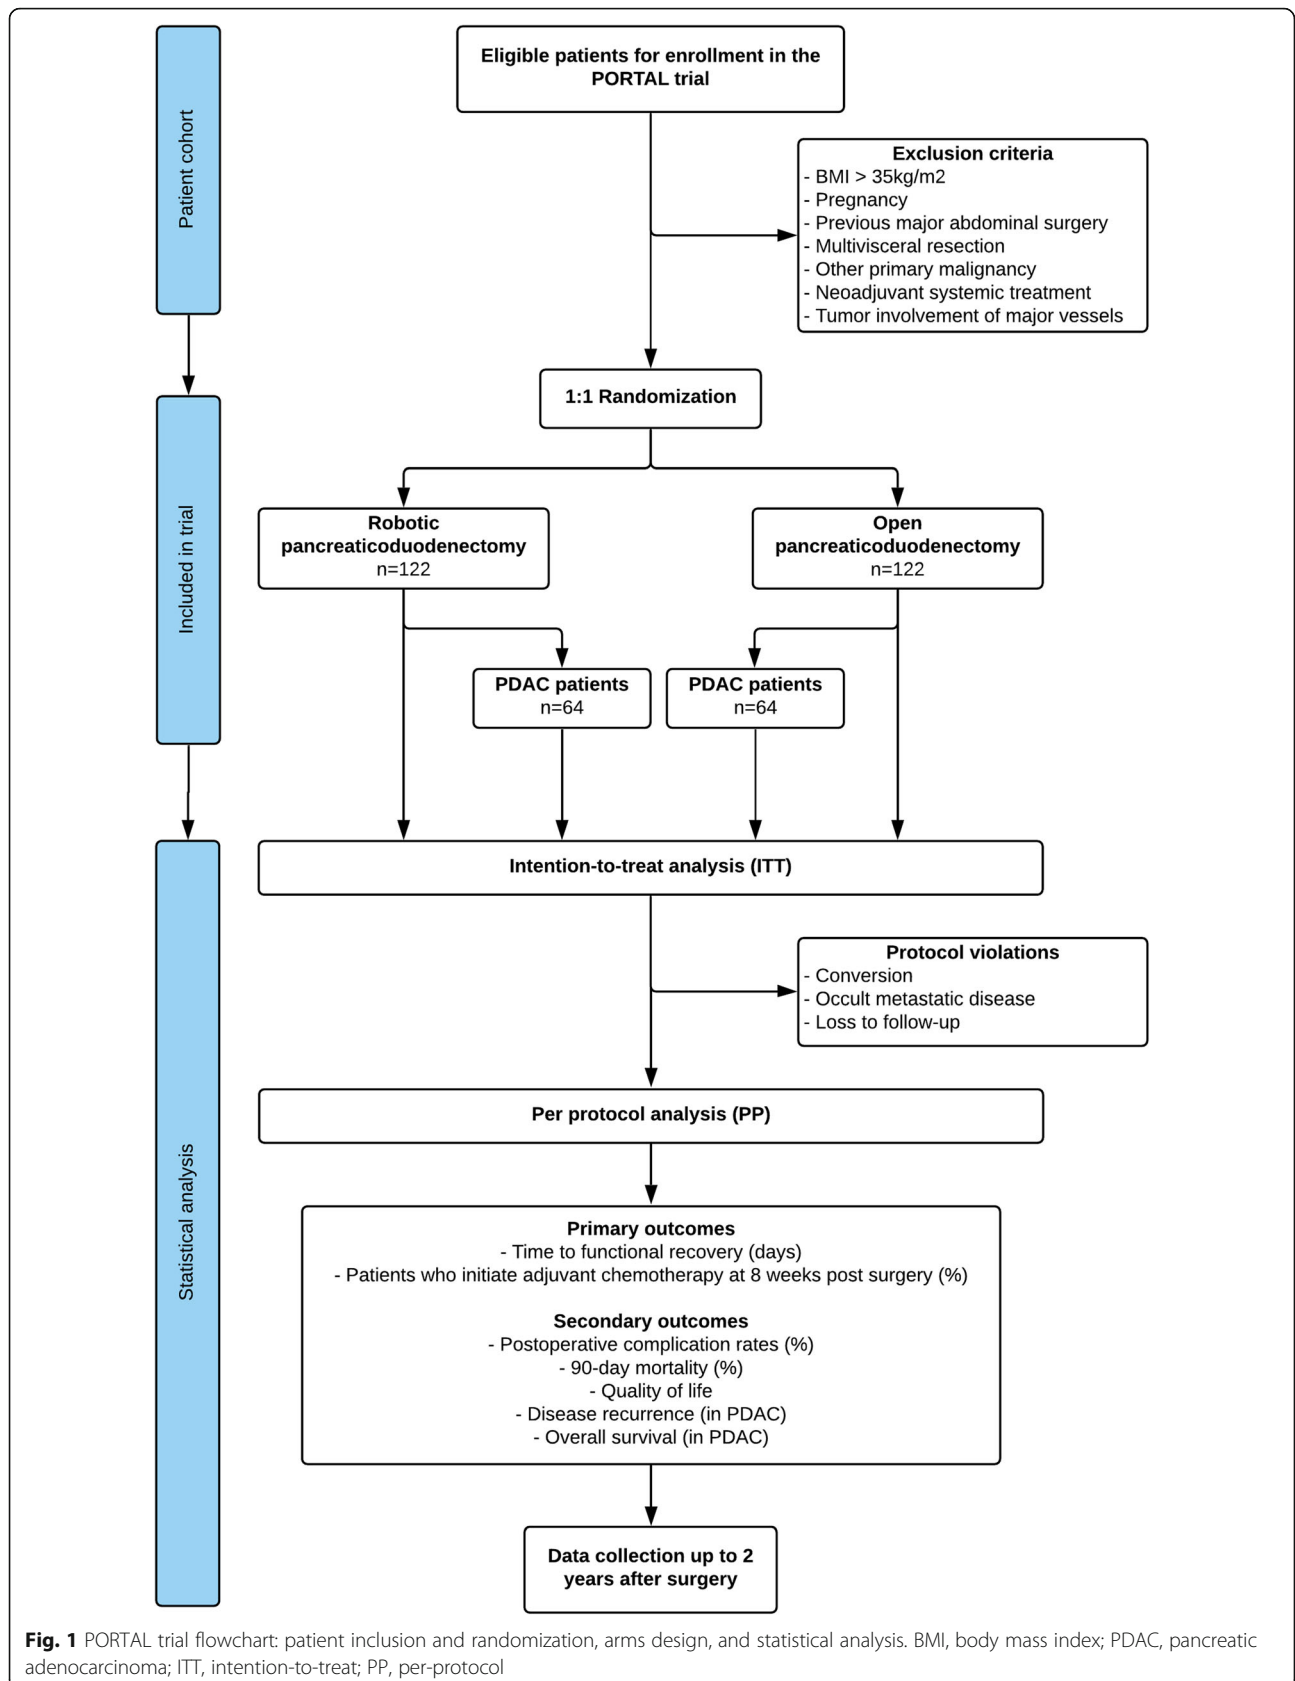 Patient cohort
Eligible patients for enrollment in the
PORTAL trial
Exclusion criteria
- BMI > 35kg/m2
- Pregnancy
- Previous major abdominal surgery
- Multivisceral resection
- Other primary malignancy
- Neoadjuvant systemic treatment
- Tumor involvement of major vessels
Included in trial
1:1 Randomization
Robotic
pancreaticoduodenectomy
n=122
Open
pancreaticoduodenectomy
n=122
PDAC patients
n=64
PDAC patients
n=64
Statistical analysis
Intention-to-treat analysis (ITT)
Protocol violations
- Conversion
- Occult metastatic disease
- Loss to follow-up
Per protocol analysis (PP)
Primary outcomes
- Time to functional recovery (days)
- Patients who initiate adjuvant chemotherapy at 8 weeks post surgery (%)
Secondary outcomes
- Postoperative complication rates (%)
- 90-day mortality (%)
- Quality of life
- Disease recurrence (in PDAC)
- Overall survival (in PDAC)
Data collection up to 2
years after surgery
Fig. 1 PORTAL trial flowchart: patient inclusion and randomization, arms design, and statistical analysis. BMI, body mass index; PDAC, pancreatic
adenocarcinoma; ITT, intention-to-treat; PP, per-protocol